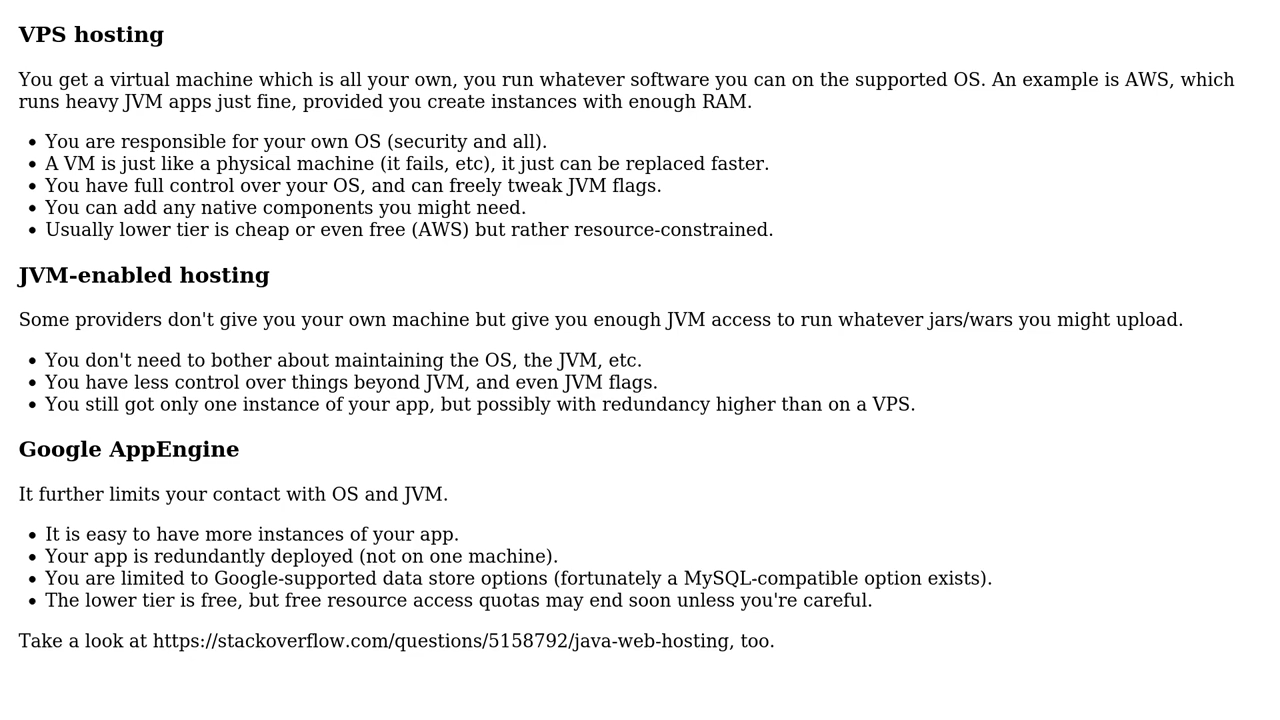 VPS hosting
You get a virtual machine which is all your own, you run whatever software you can on the supported OS. An example is AWS, which
runs heavy JVM apps just fine, provided you create instances with enough RAM.
• You are responsible for your own OS (security and all).
• A VM is just like a physical machine (it fails, etc), it just can be replaced faster.
• You have full control over your OS, and can freely tweak JVM flags.
• You can add any native components you might need.
• Usually lower tier is cheap or even free (AWS) but rather resource-constrained.
JVM-enabled hosting
Some providers don't give you your own machine but give you enough JVM access to run whatever jars/wars you might upload.
• You don't need to bother about maintaining the OS, the JVM, etc.
• You have less control over things beyond JVM, and even JVM flags.
• You still got only one instance of your app, but possibly with redundancy higher than on a VPS.
Google AppEngine
It further limits your contact with OS and JVM.
• It is easy to have more instances of your app.
• Your app is redundantly deployed (not on one machine).
• You are limited to Google-supported data store options (fortunately a MySQL-compatible option exists).
• The lower tier is free, but free resource access quotas may end soon unless you're careful.
Take a look at https://stackoverflow.com/questions/5158792/java-web-hosting, too.